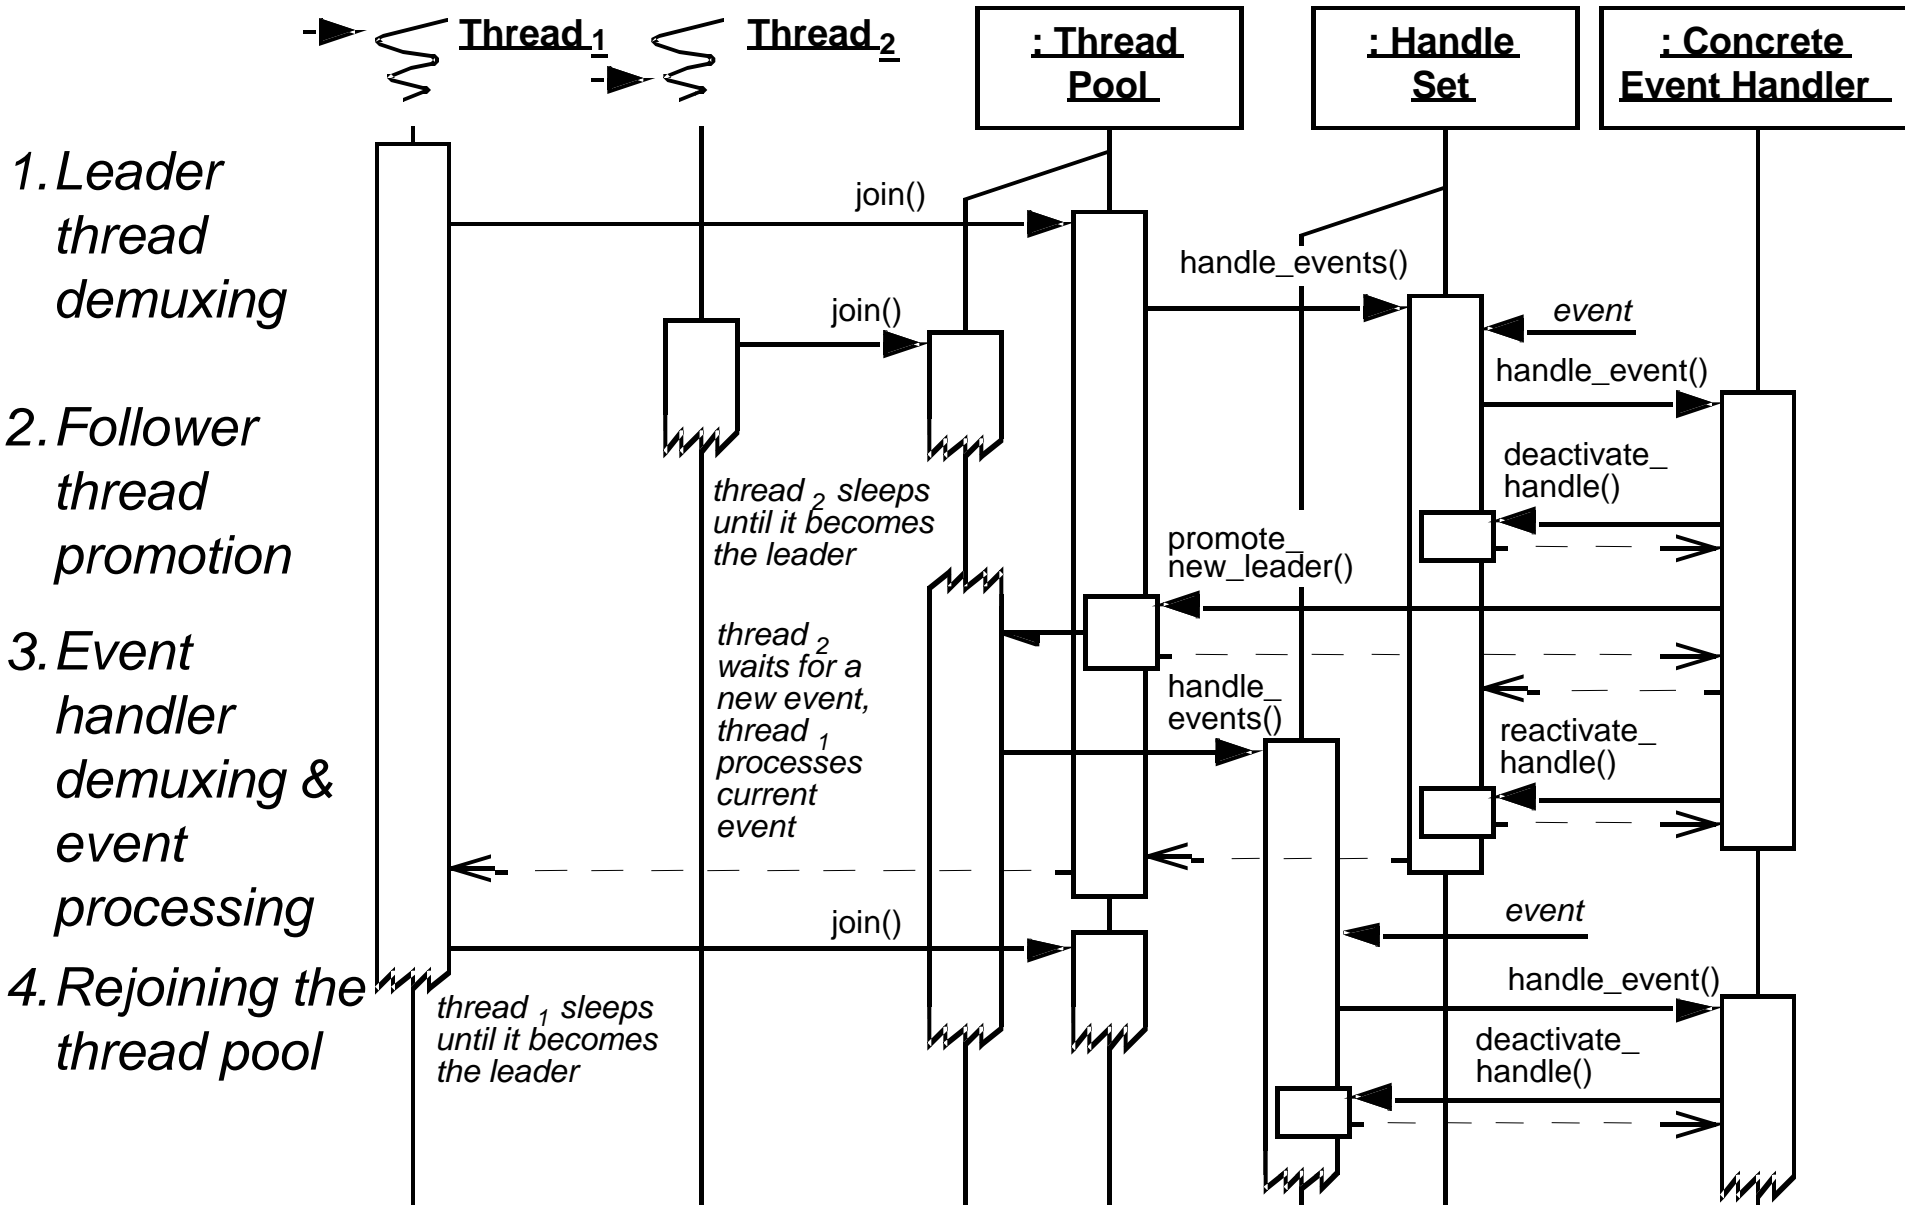 Thread 1
Thread 2
: Thread
Pool
: Handle
Set
: Concrete
Event Handler
1. Leader
thread
demuxing
2. Follower
thread
promotion
3. Event
handler
demuxing &
event
processing
4. Rejoining the
thread pool
join()
handle_events()
event
join()
handle_event()
deactivate_
handle()
thread 2 sleeps
until it becomes
the leader
promote_
new_leader()
thread 2
waits for a
new event,
thread 1
processes
current
event
handle_
events()
reactivate_
handle()
join()
event
handle_event()
thread 1 sleeps
until it becomes
the leader
deactivate_
handle()